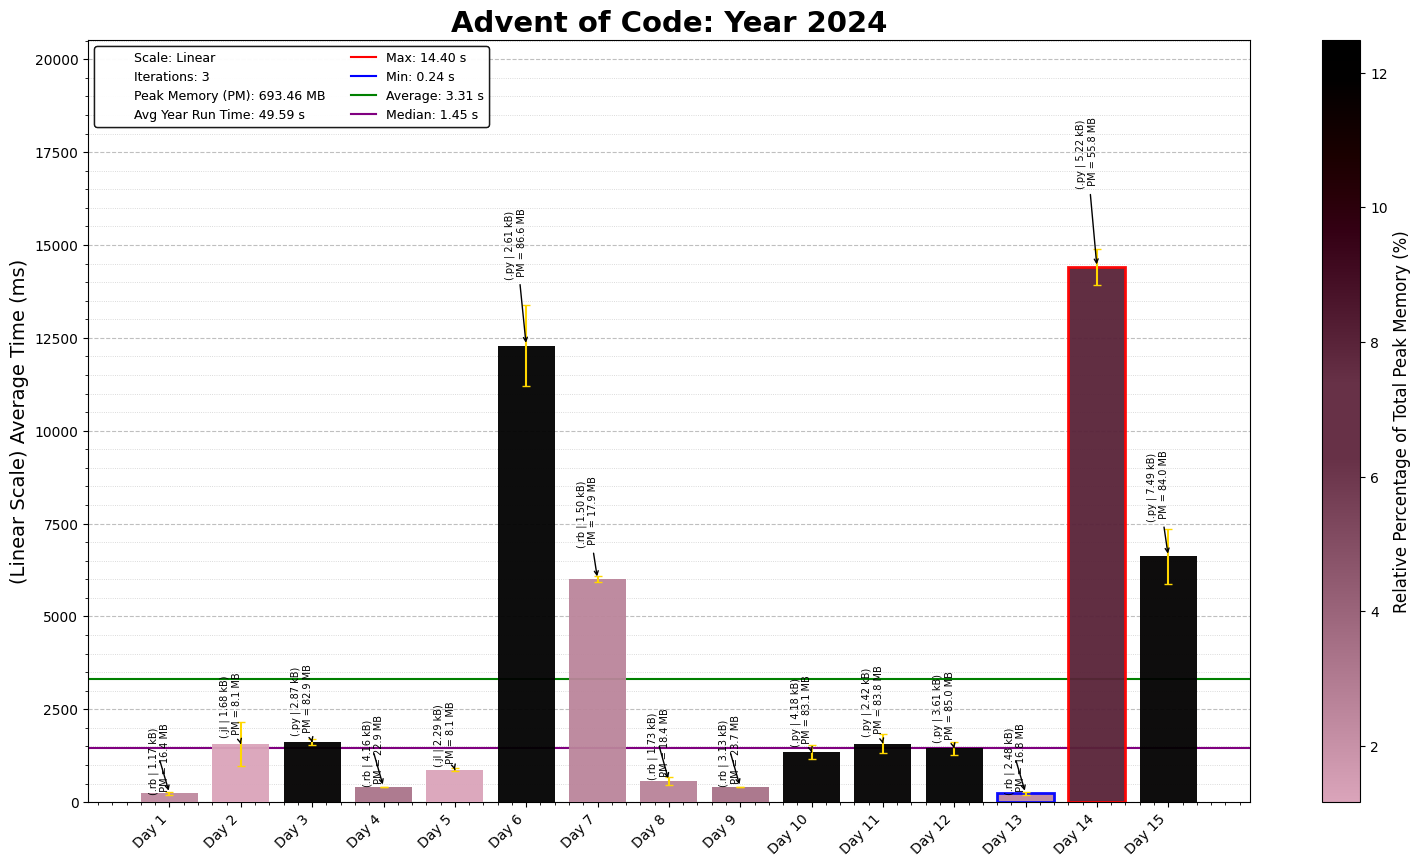 Advent of Code: Year 2024
Scale: Linear
Iterations: 3
Peak Memory (PM): 693.46 MB
Avg Year Run Time: 49.59 s
Max: 14.40 s
Min: 0.24 s
Average: 3.31 s
Median: 1.45 s
(Linear Scale) Average Time (ms)
20000
17500
15000
12500
10000
7500
5000
2500
0
(.rb | 1.17 kB)
PM = 16.4 MB
(.jl | 1.68 kB)
PM = 8.1 MB
(.py | 2.87 kB)
PM = 82.9 MB
(.rb | 4.16 kB)
PM = 22.9 MB
(.jl | 2.29 kB)
PM = 8.1 MB
(.py | 2.61 kB)
PM = 86.6 MB
(.rb | 1.50 kB)
PM = 17.9 MB
(.rb | 1.73 kB)
PM = 18.4 MB
(.rb | 3.13 kB)
PM = 23.7 MB
(.py | 4.18 kB)
PM = 83.1 MB
(.py | 2.42 kB)
PM = 83.8 MB
(.py | 3.61 kB)
PM = 85.0 MB
(.rb | 2.48 kB)
PM = 16.8 MB
(.py | 5.22 kB)
PM = 55.8 MB
(.py | 7.49 kB)
PM = 84.0 MB
Day 1
Day 2
Day 3
Day 4
Day 5
Day 6
Day 7
Day 8
Day 9
Day 10
Day 11
Day 12
Day 13
Day 14
Day 15
12
10
8
6
4
2
Relative Percentage of Total Peak Memory (%)